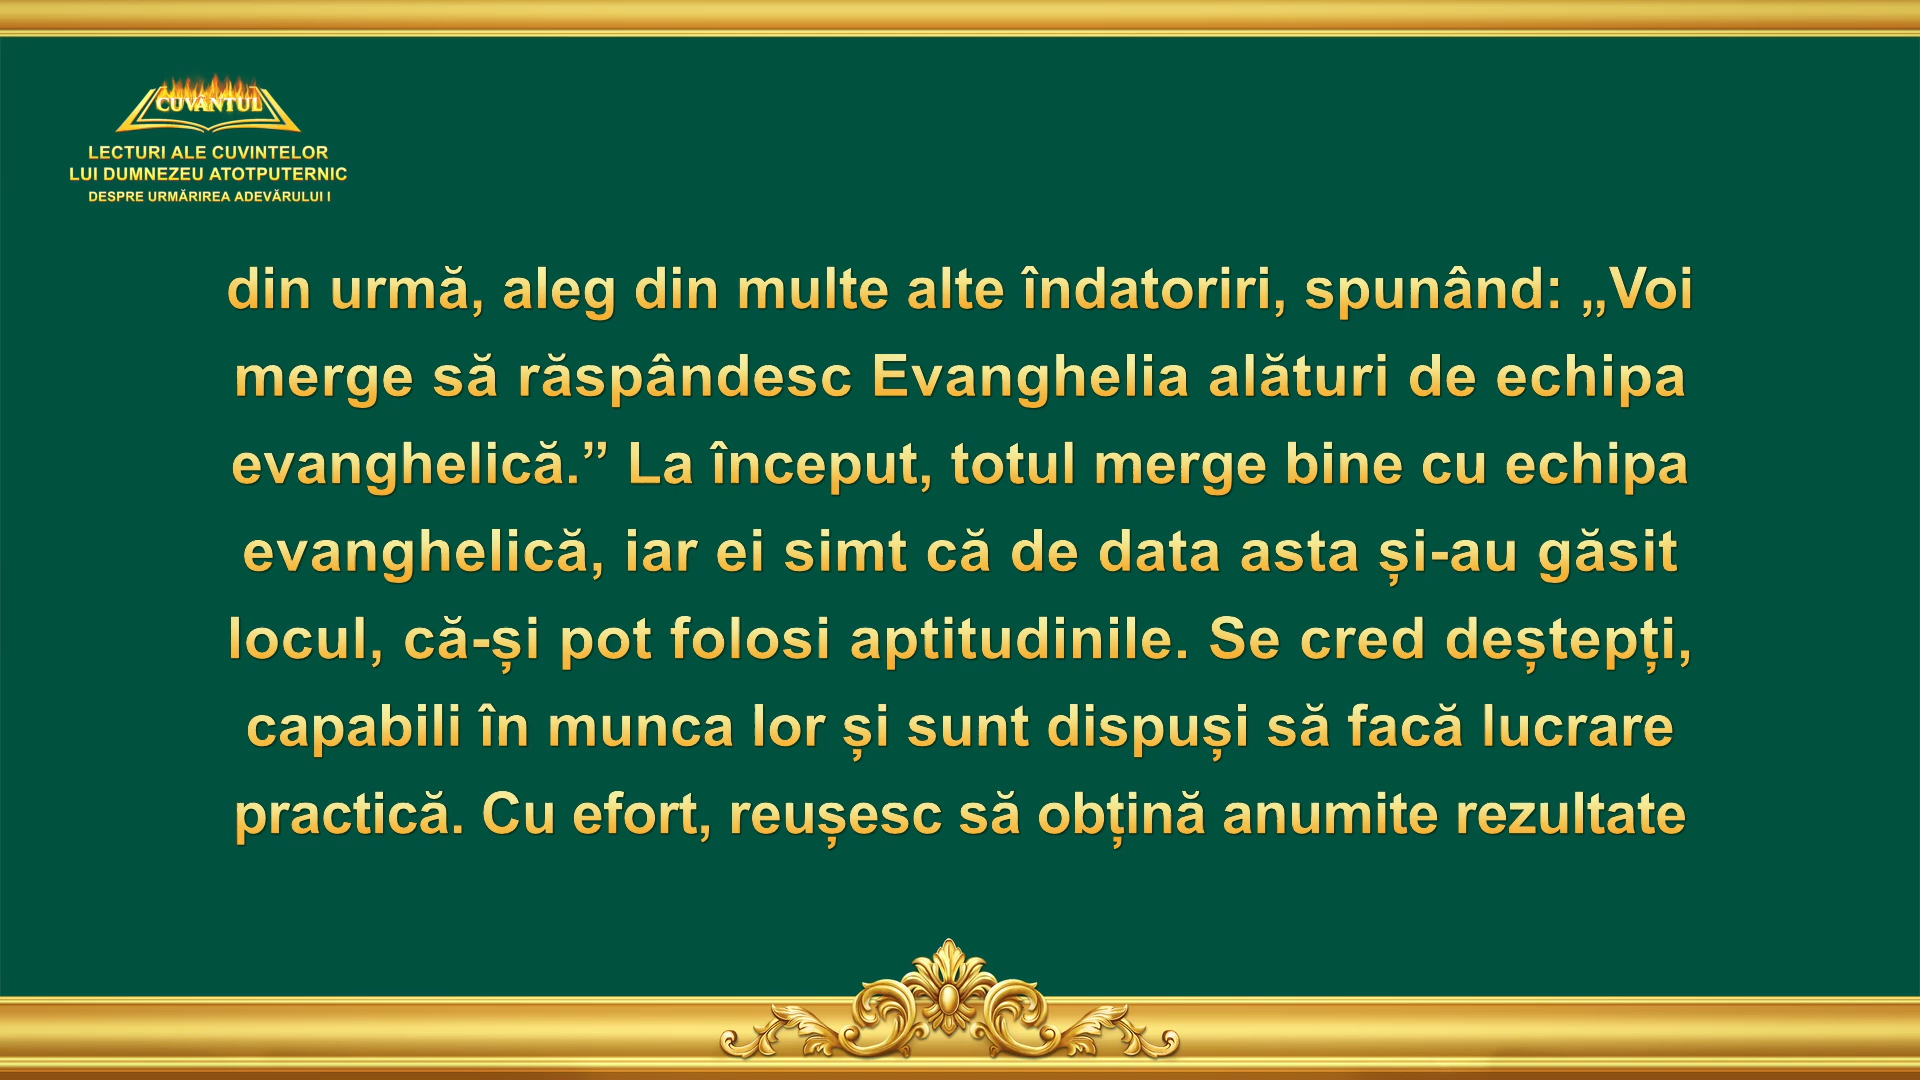 CUVÂNTUL
LECTURI ALE CUVINTELOR
LUI DUMNEZEU ATOTPUTERNIC
DESPRE URMĂRIREA ADEVĂRULUI I
din urmă, aleg din multe alte îndatoriri, spunând: „Voi
merge să răspândesc Evanghelia alături de echipa
evanghelică.” La început, totul merge bine cu echipa
evanghelică, iar ei simt că de data asta și-au găsit
locul, că-și pot folosi aptitudinile. Se cred deștepți,
capabili în munca lor și sunt dispuși să facă lucrare
practică. Cu efort, reușesc să obțină anumite rezultate